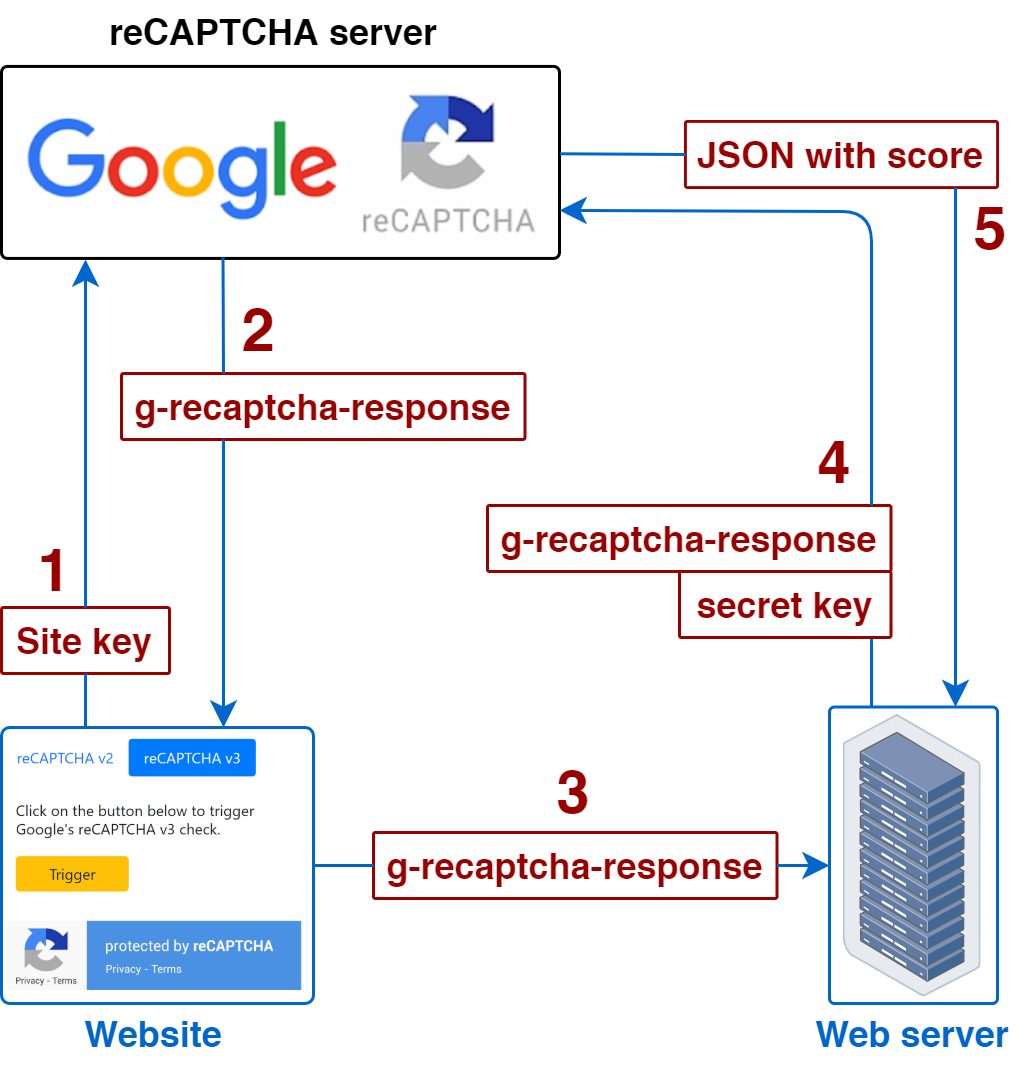 reCAPTCHA server
Google
reCAPTCHA
JSON with score
5
2
g-recaptcha-response
4
g-recaptcha-response
secret key
1
Site key
reCAPTCHA v2
reCAPTCHA v3
Click on the button below to trigger
Google's reCAPTCHA v3 check.
Trigger
protected by reCAPTCHA
Privacy - Terms
Privacy - Terms
3
g-recaptcha-response
Website
Web server